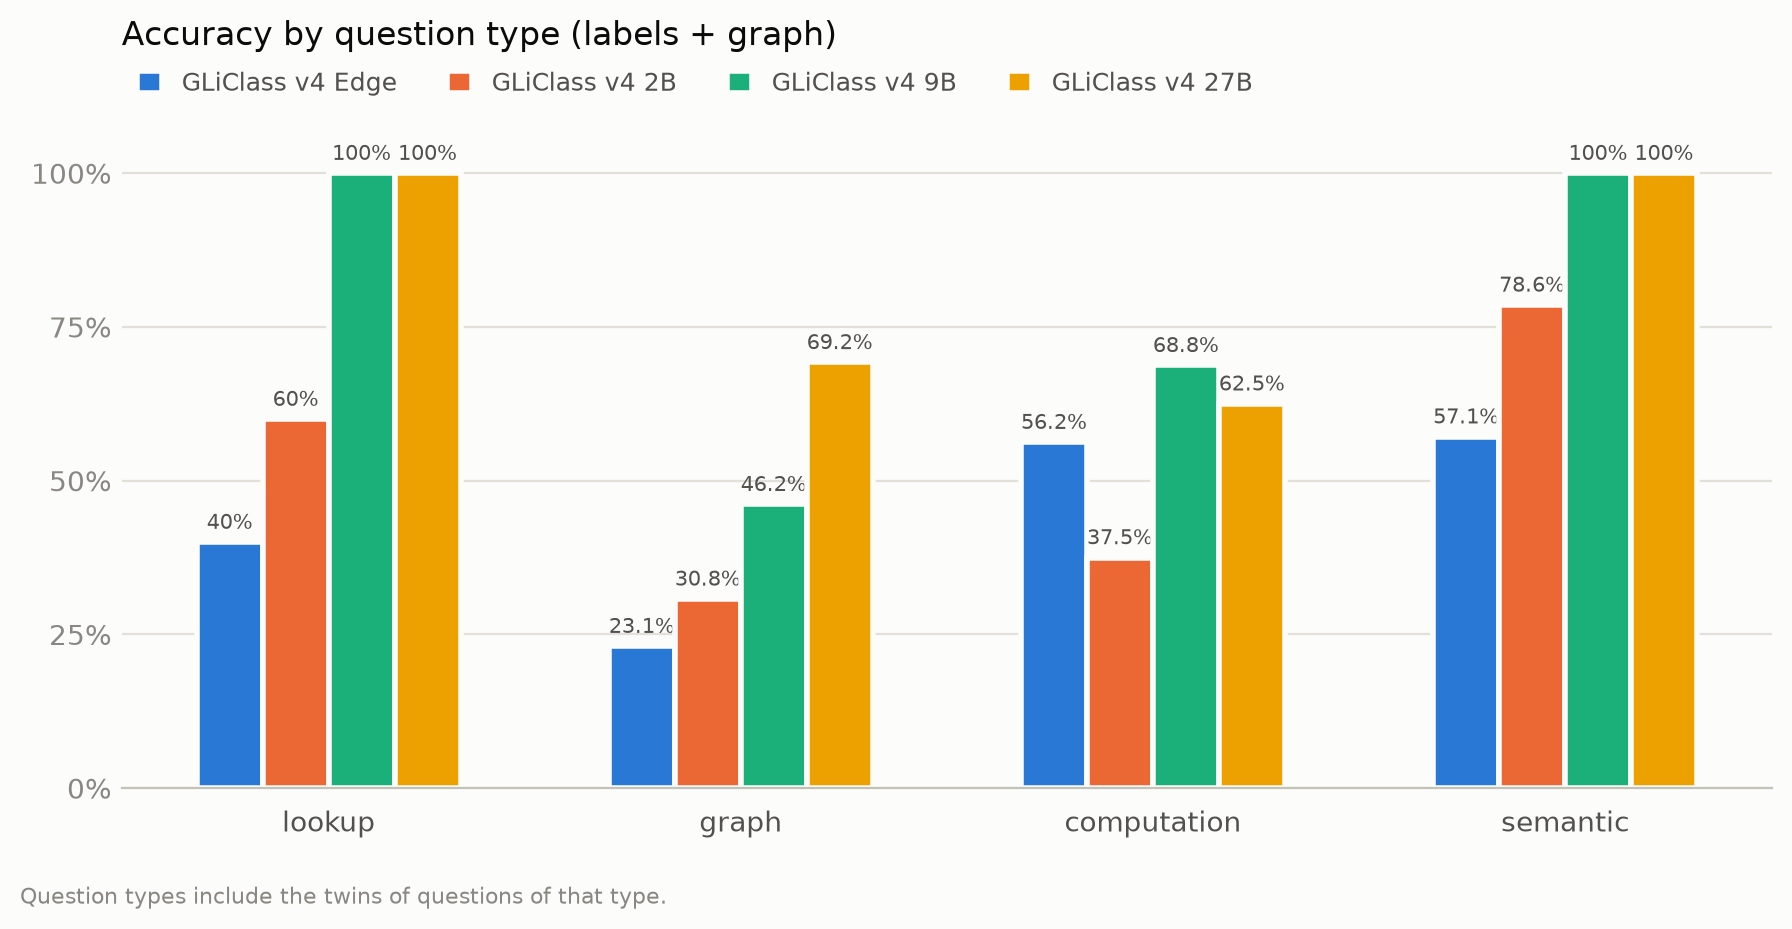 Accuracy by question type (labels + graph)
GLiClass v4 Edge GLiClass v4 2B GLiClass v4 9B GLiClass v4 27B
100% 100% 100% 100%
100%
78.6%
75%
69.2% 68.8%
62.5%
60% 56.2% 57.1%
50%
46.2%
40% 37.5%
30.8%
25%
23.1%
0%
lookup graph computation semantic
Question types include the twins of questions of that type.